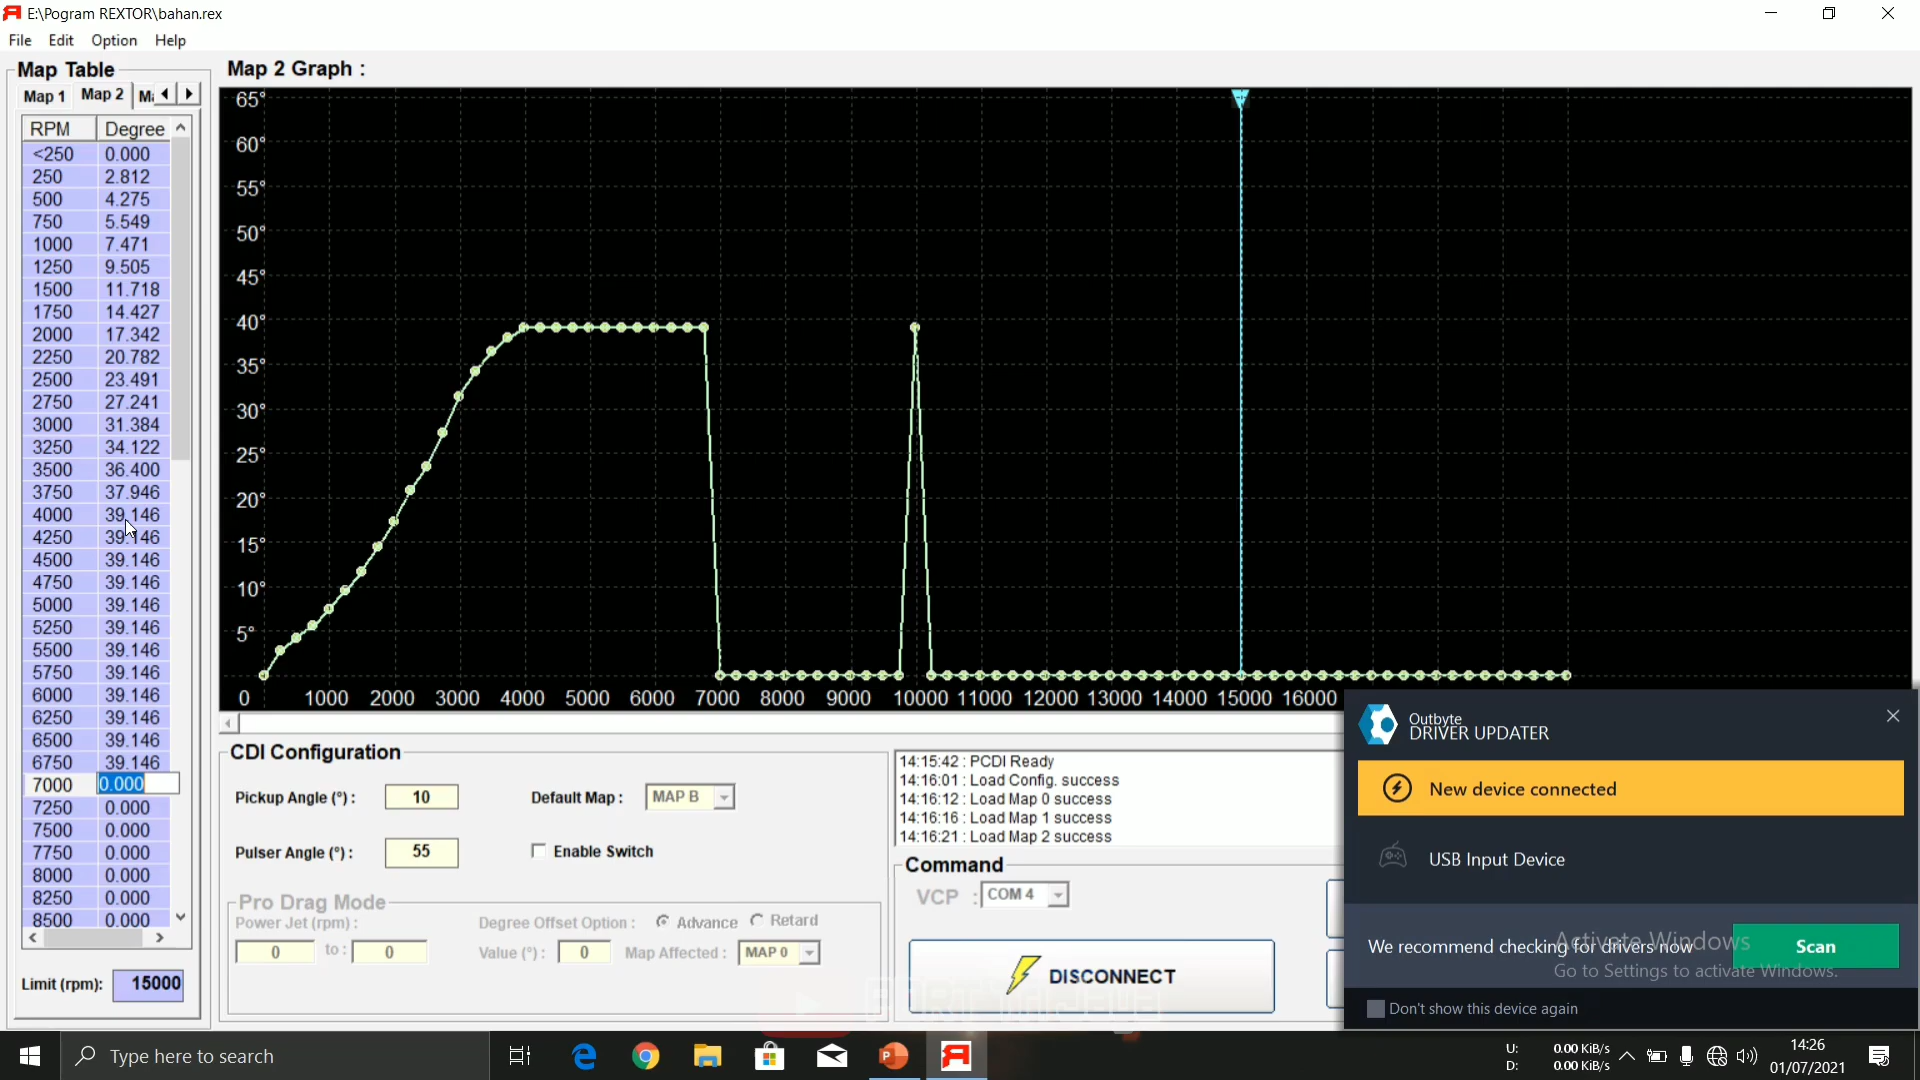 E:\Pogram REXTOR\bahan.rex
File Edit Option Help
Map Table
Map 1 Map 2 M
RPM Degree
<250 0.000
250 2.812
500 4.275
750 5.549
1000 7.471
1250 9.505
1500 11.718
1750 14.427
2000 17.342
2250 20.782
2500 23.491
2750 27.241
3000 31.384
3250 34.122
3500 36.400
3750 37.946
4000 39.146
4250 39.146
4500 39.146
4750 39.146
5000 39.146
5250 39.146
5500 39.146
5750 39.146
6000 39.146
6250 39.146
6500 39.146
6750 39.146
7000 0.000
7250 0.000
7500 0.000
7750 0.000
8000 0.000
8250 0.000
8500 0.000
Limit (rpm): 15000
Map 2 Graph :
65°
60°
55°
50°
45°
40°
35°
30°
25°
20°
15°
10°
5°
0 1000 2000 3000 4000 5000 6000 7000 8000 9000 10000 11000 12000 13000 14000 15000 16000
CDI Configuration
Pickup Angle (°) : 10
Default Map : MAP B
Pulser Angle (°) : 55
Enable Switch
Pro Drag Mode
Power Jet (rpm) :
0 to : 0
Degree Offset Option : Advance Retard
Value (°) : 0 Map Affected : MAP 0
14:15:42 : PCDI Ready
14:16:01 : Load Config. success
14:16:12 : Load Map 0 success
14:16:16 : Load Map 1 success
14:16:21 : Load Map 2 success
Command
VCP : COM 4
DISCONNECT
Outbyte
DRIVER UPDATER
New device connected
USB Input Device
We recommend checking for drivers now
Scan
Activate Windows
Go to Settings to activate Windows.
Don't show this device again
Type here to search
U: 0.00 KiB/s
D: 0.00 KiB/s
14:26
01/07/2021